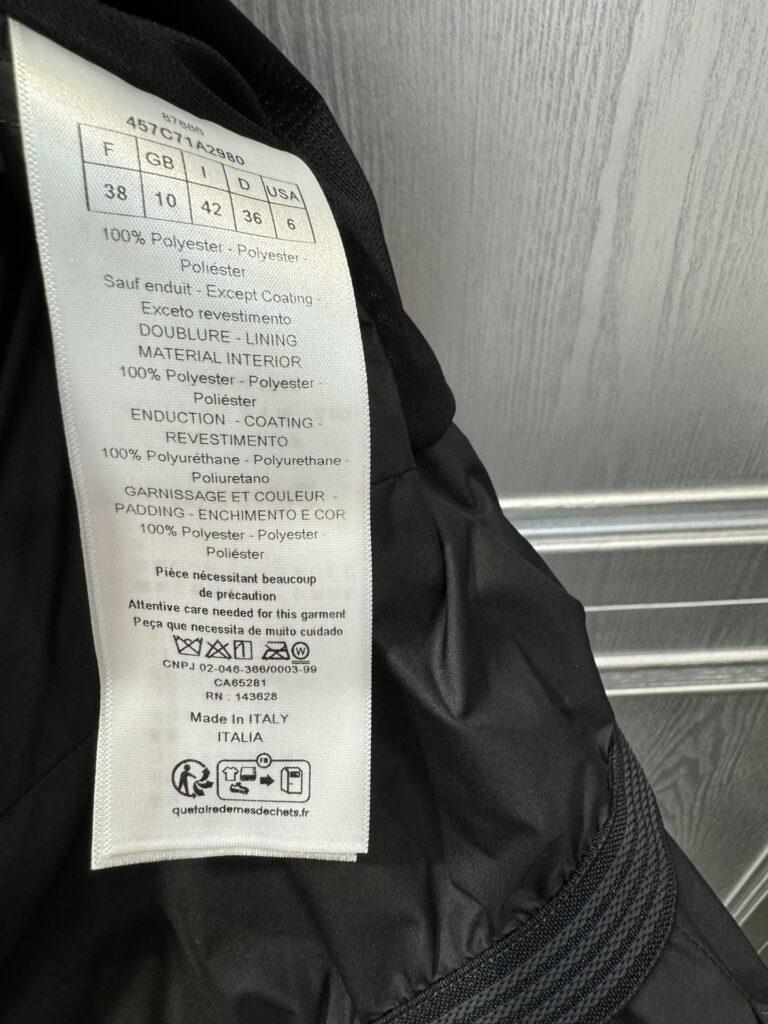 87886
457C71A2980
F GB I D USA
38 10 42 36 6
100% Polyester - Polyester -
Poliéster
Sauf enduit - Except Coating -
Exceto revestimento
DOUBLURE - LINING
MATERIAL INTERIOR
100% Polyester - Polyester -
Poliéster
ENDUCTION - COATING -
REVESTIMENTO
100% Polyuréthane - Polyurethane -
Poliuretano
GARNISSAGE ET COULEUR -
PADDING - ENCHIMENTO E COR
100% Polyester - Polyester -
Poliéster
Pièce nécessitant beaucoup
de précaution
Attentive care needed for this garment
Peça que necessita de muito cuidado
W
CNPJ 02-046-366/0003-99
CA65281
RN : 143628
Made In ITALY
ITALIA
FR
quefairedemesdechets.fr